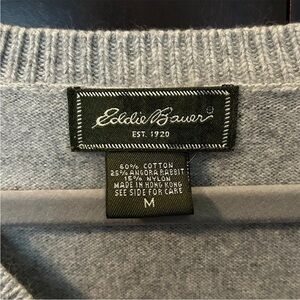 Eddie Bauer®
EST. 1920
60% COTTON
25% ANGORA RABBIT
15% NYLON
MADE IN HONG KONG
SEE SIDE FOR CARE
M